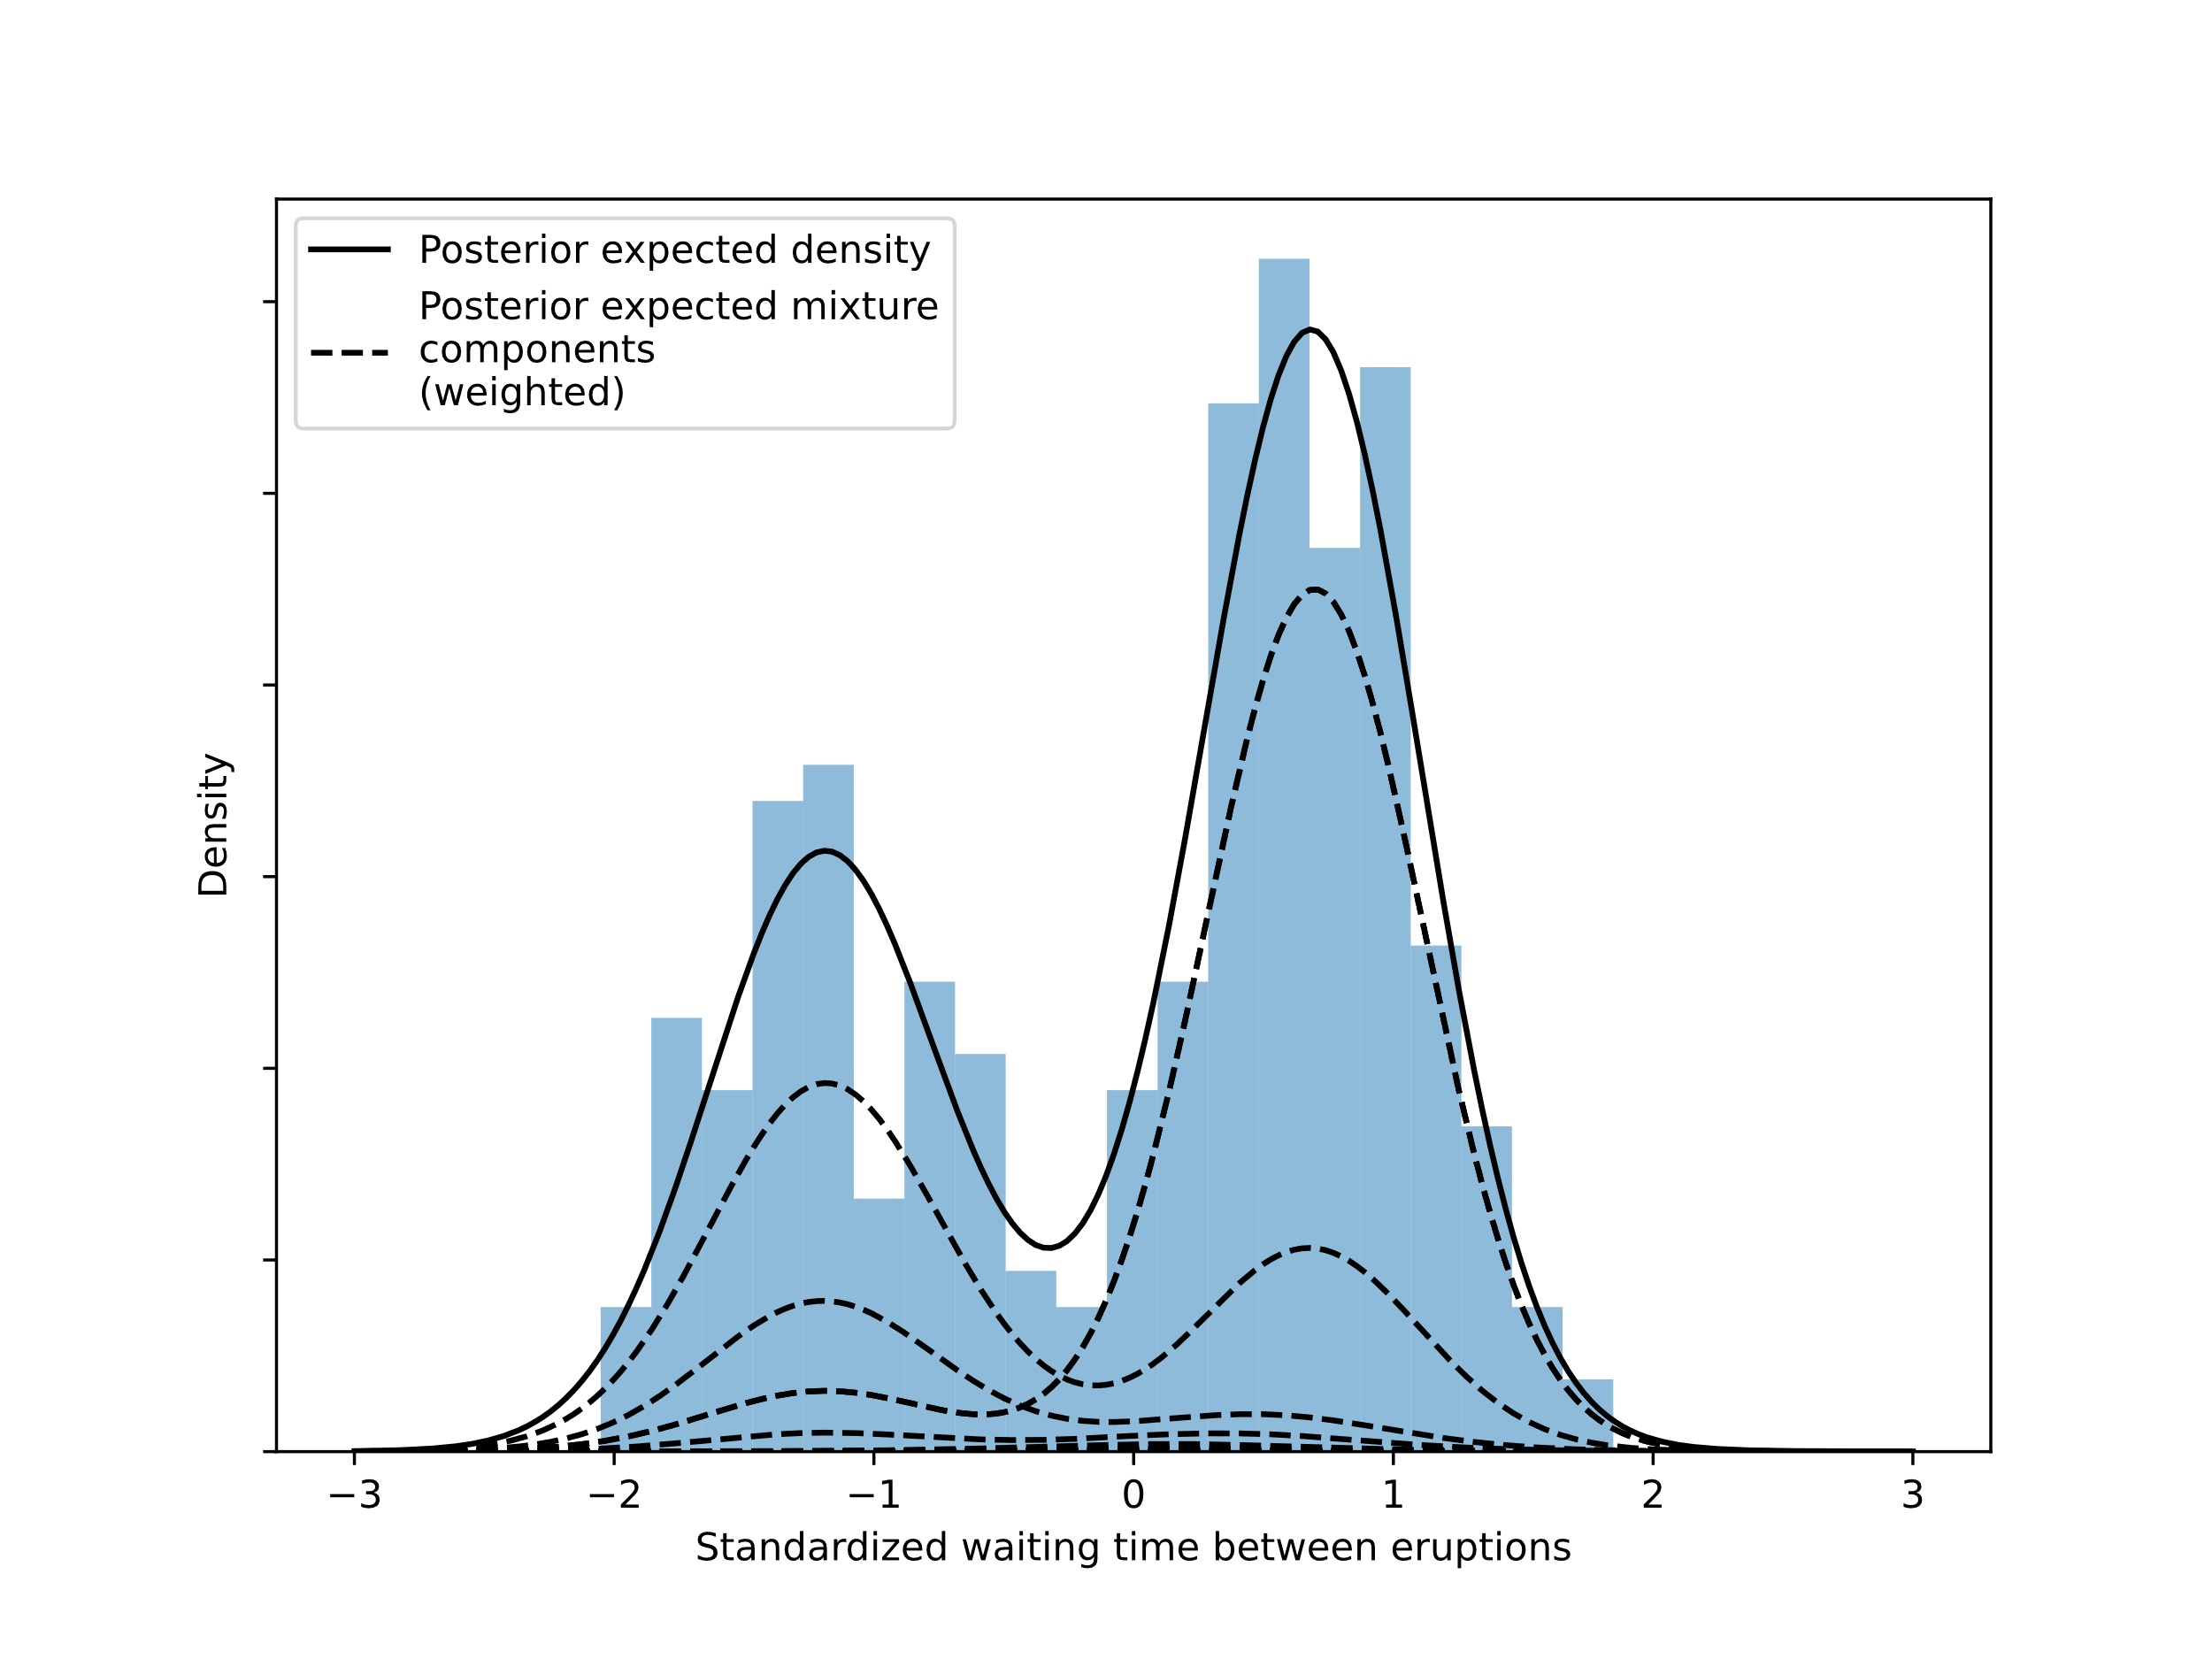 Posterior expected density
Posterior expected mixture
components
(weighted)
Density
−3 −2 −1 0 1 2 3
Standardized waiting time between eruptions